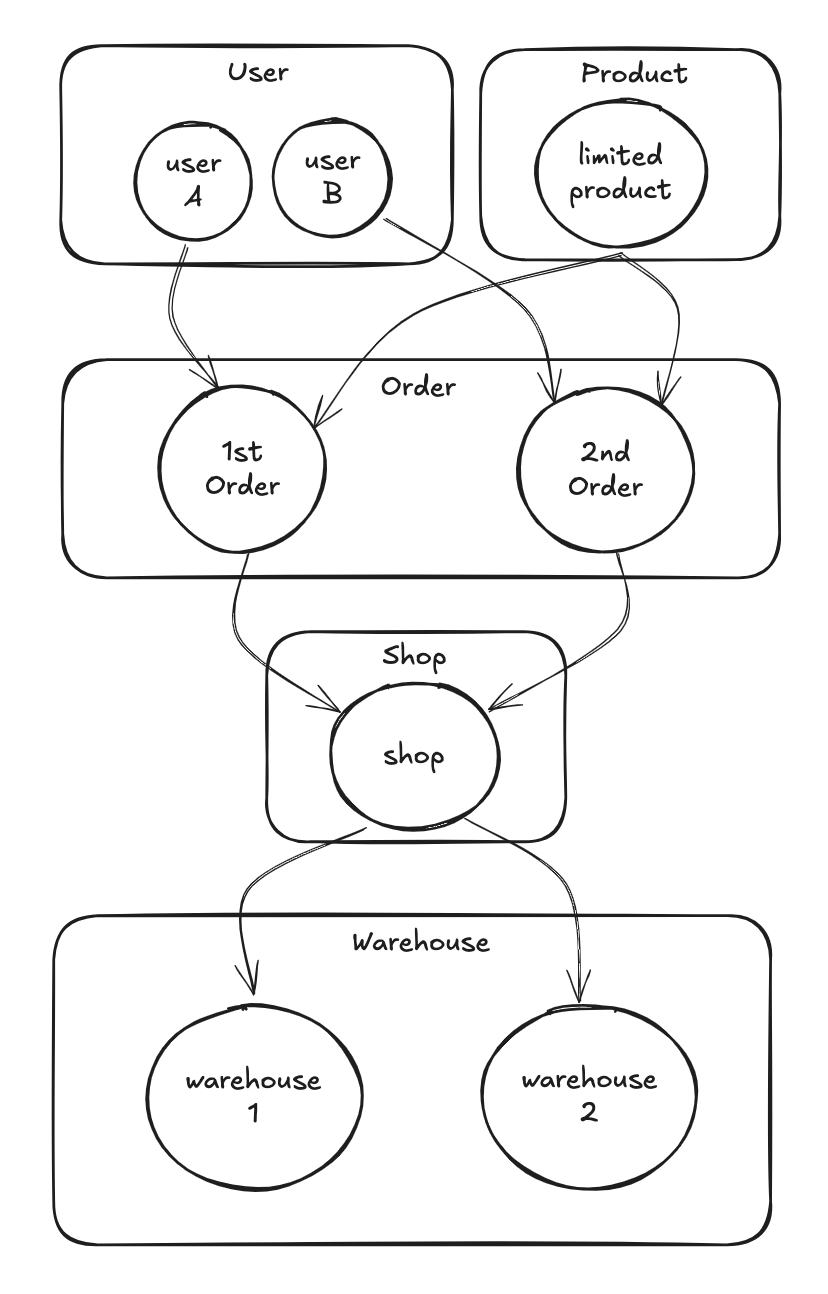 User
Product
user
A
user
B
limited
product
Order
1st
Order
2nd
Order
Shop
shop
Warehouse
warehouse
1
warehouse
2